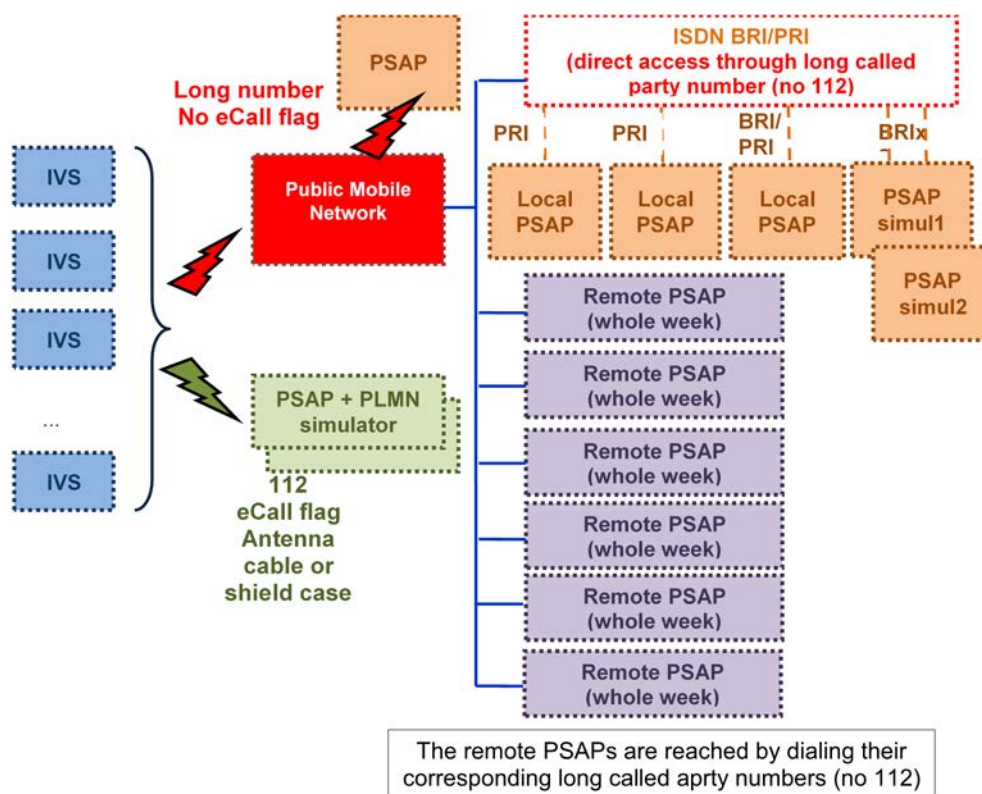 PSAP
ISDN BRI/PRI
(direct access through long called
party number (no 112)
Long number
No eCall flag
PRI
PRI
BRI/
PRI
BRIx
IVS
IVS
IVS
...
IVS
Public Mobile
Network
Local
PSAP
Local
PSAP
Local
PSAP
PSAP
simul1
PSAP
simul2
Remote PSAP
(whole week)
Remote PSAP
(whole week)
Remote PSAP
(whole week)
Remote PSAP
(whole week)
Remote PSAP
(whole week)
Remote PSAP
(whole week)
PSAP + PLMN
simulator
112
eCall flag
Antenna
cable or
shield case
The remote PSAPs are reached by dialing their
corresponding long called aprty numbers (no 112)